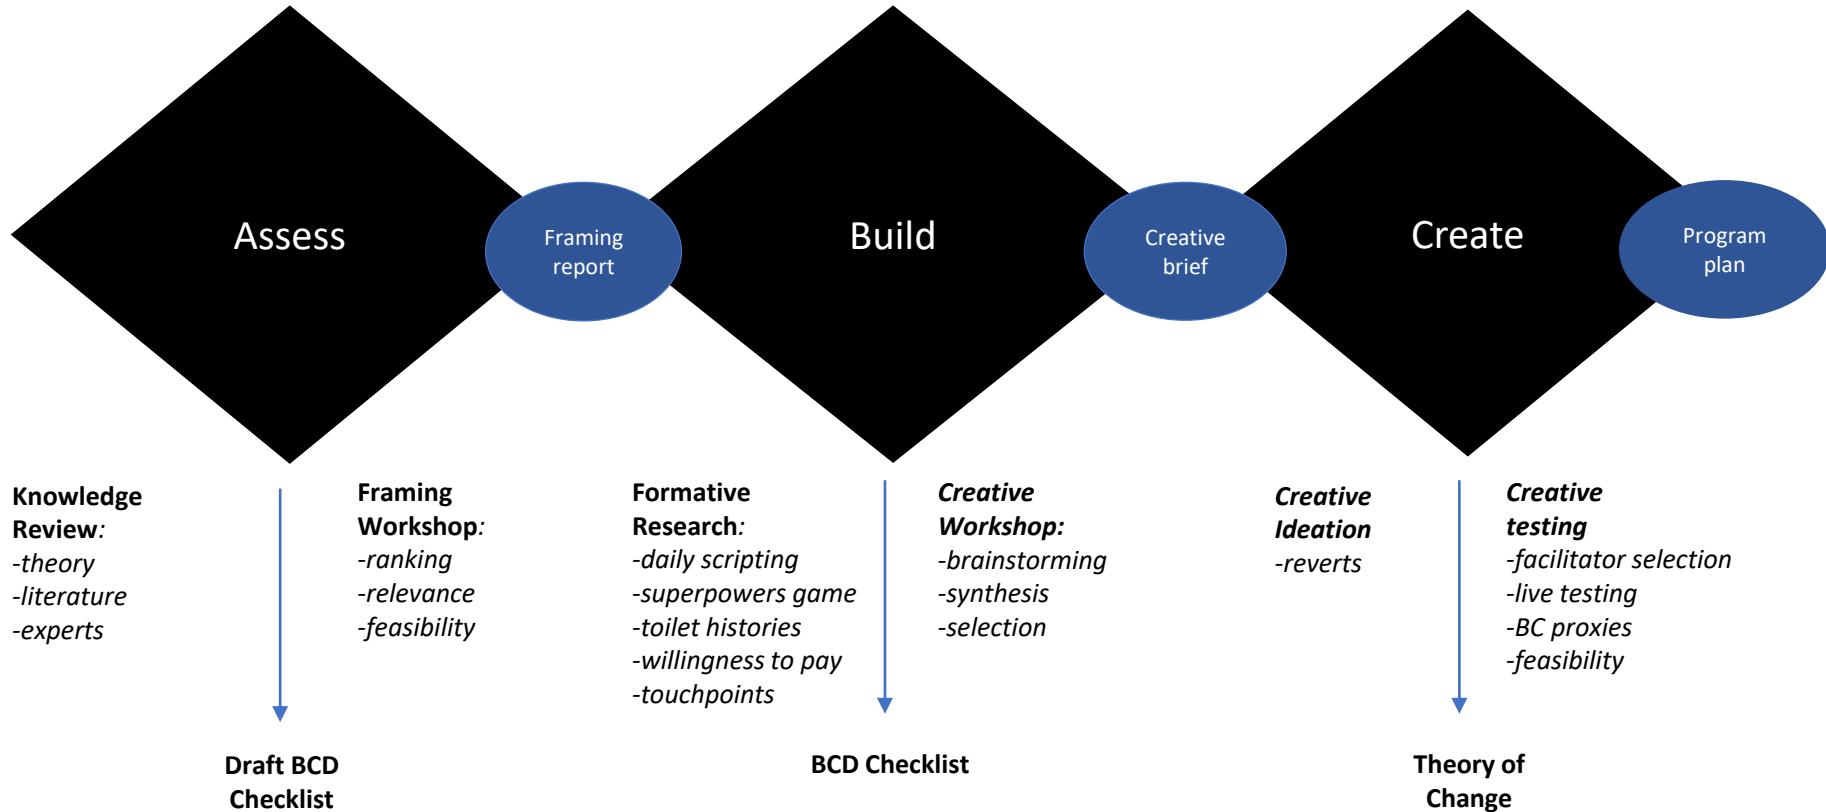 Assess
Framing
report
Build
Creative
brief
Create
Program
plan
Knowledge
Review:
-theory
-literature
-experts
Framing
Workshop:
-ranking
-relevance
-feasibility
Formative
Research:
-daily scripting
-superpowers game
-toilet histories
-willingness to pay
-touchpoints
Creative
Workshop:
-brainstorming
-synthesis
-selection
Creative
Ideation
-reverts
Creative
testing
-facilitator selection
-live testing
-BC proxies
-feasibility
Draft BCD
Checklist
BCD Checklist
Theory of
Change